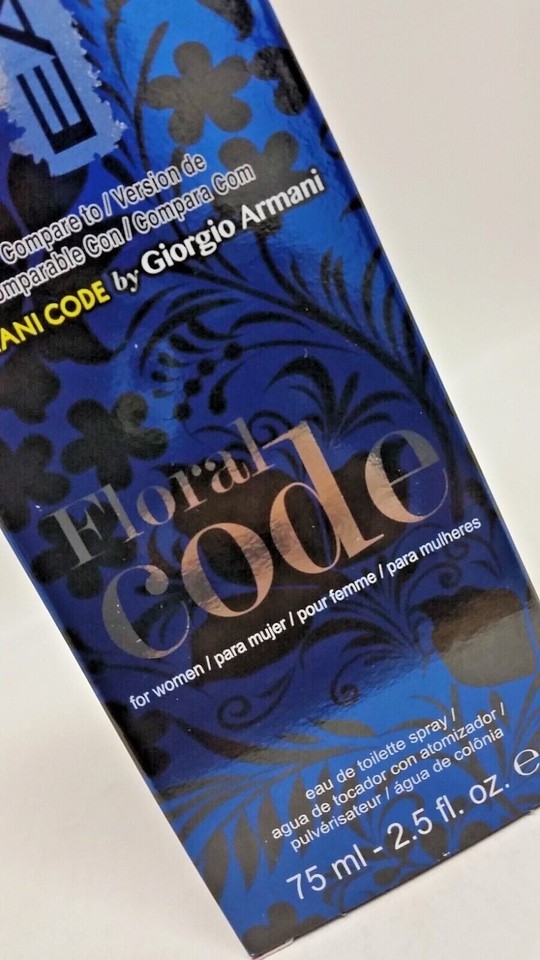 EA
Compare to / Version de
omparable Con / Compara Com
ANI CODE by Giorgio Armani
Floral
code
for women / para mujer / pour femme / para mulheres
eau de toilette spray /
agua de tocador con atomizador /
pulvérisateur / água de colônia
75 ml - 2.5 fl. oz. e